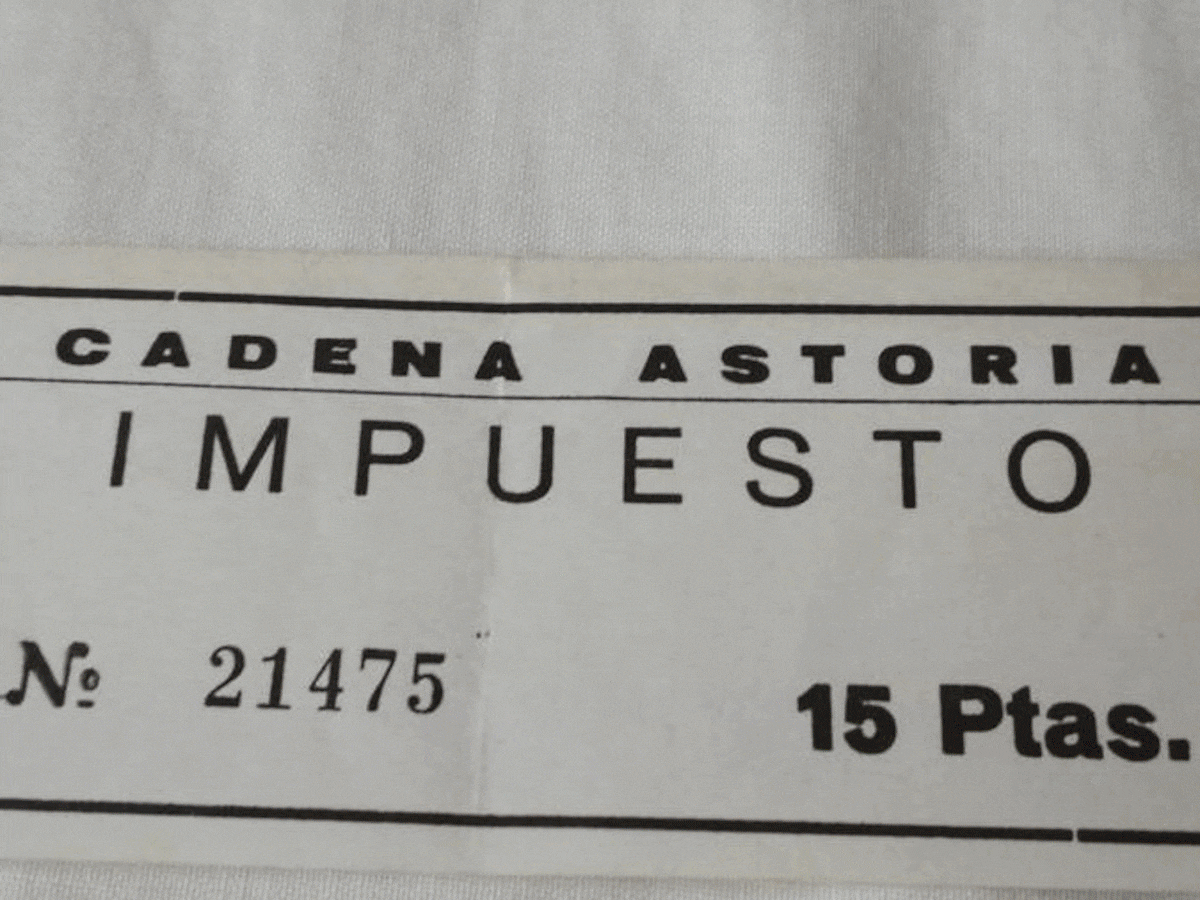 CADENA ASTORIA
IMPUESTO
Nº 21475
15 Ptas.